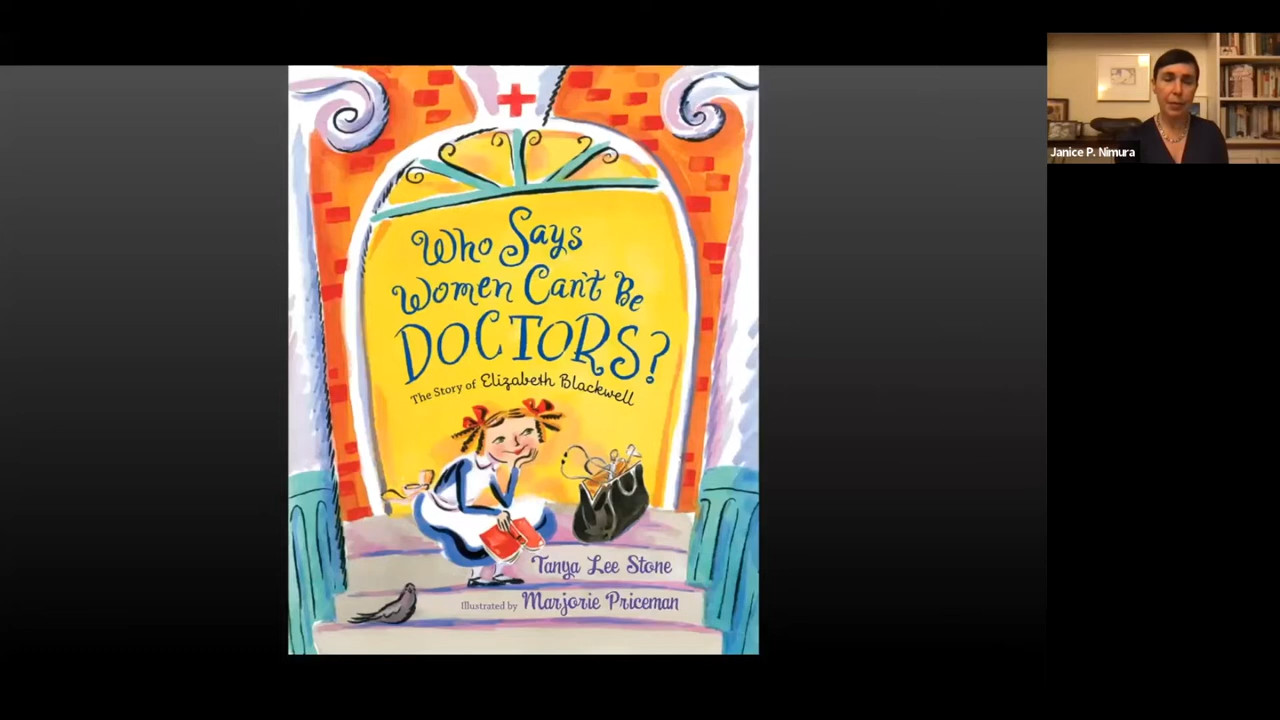 Who Says
Women Can't Be
DOCTORS?
The Story of Elizabeth Blackwell
Tanya Lee Stone
Illustrated by Marjorie Priceman
Janice P. Nimura